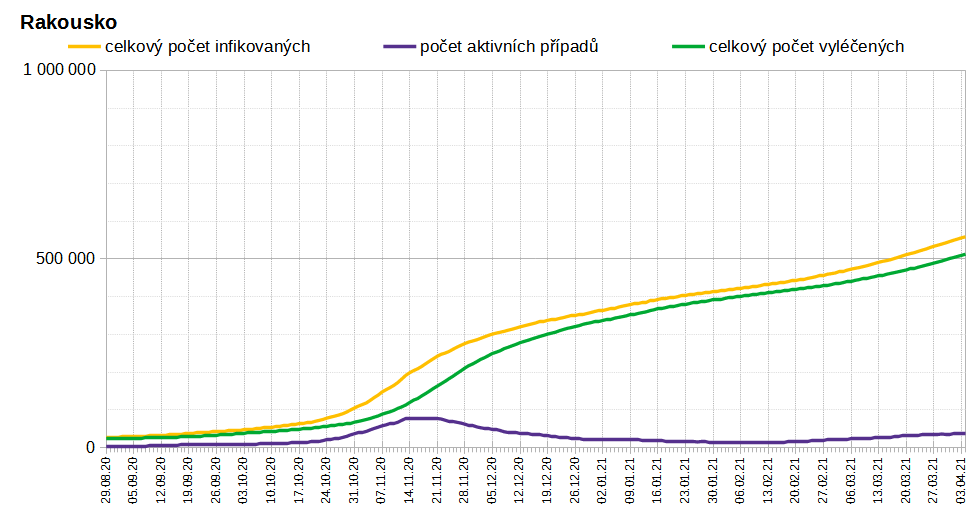 Rakousko
celkový počet infikovaných počet aktivních případů celkový počet vyléčených
1 000 000
500 000
0
29.08.20 05.09.20 12.09.20 19.09.20 26.09.20 03.10.20 10.10.20 17.10.20 24.10.20 31.10.20 07.11.20 14.11.20 21.11.20 28.11.20 05.12.20 12.12.20 19.12.20 26.12.20 02.01.21 09.01.21 16.01.21 23.01.21 30.01.21 06.02.21 13.02.21 20.02.21 27.02.21 06.03.21 13.03.21 20.03.21 27.03.21 03.04.21